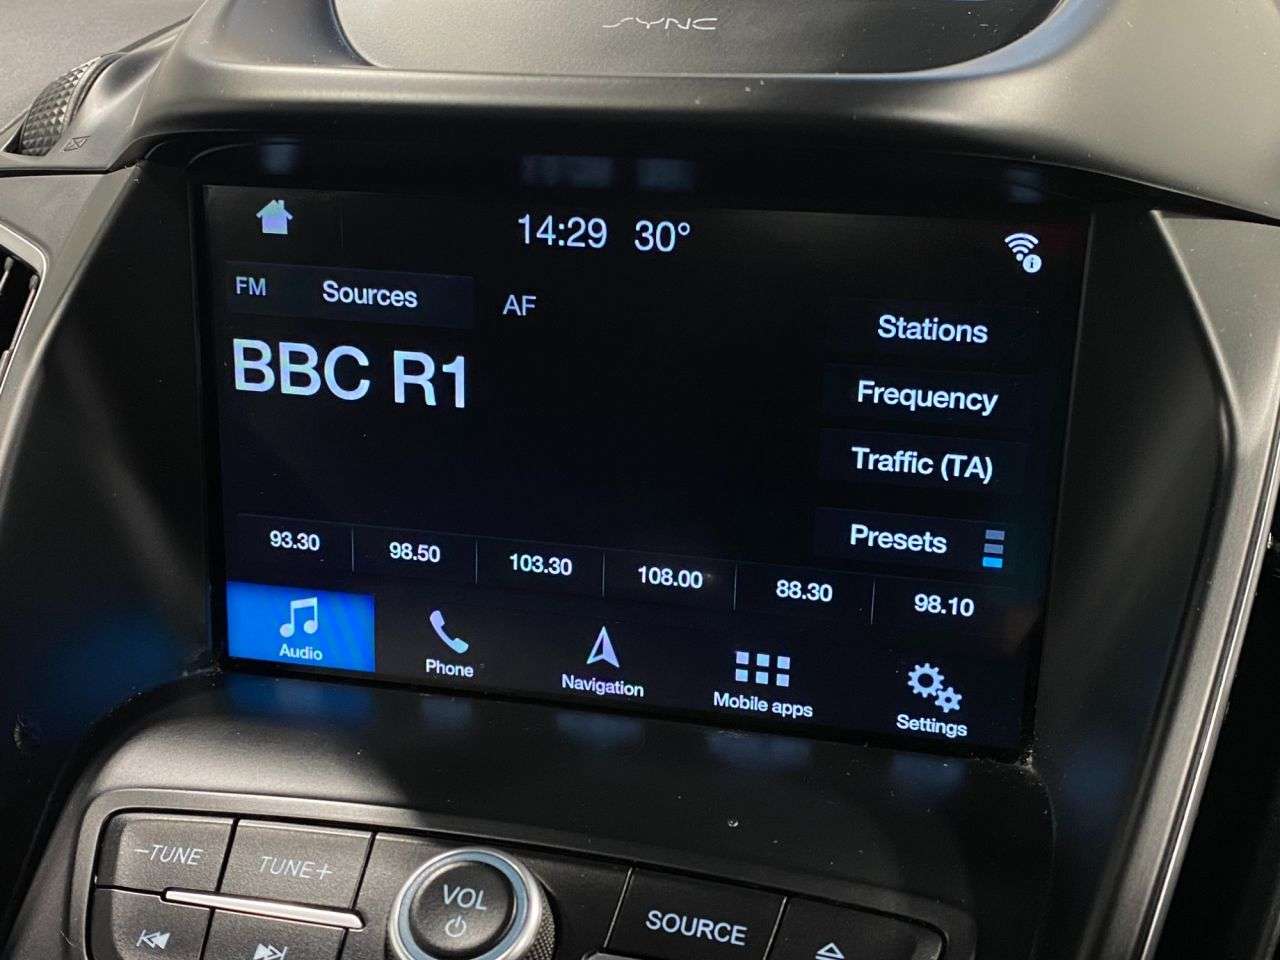 SYNC
14:29 30°
FM Sources AF
BBC R1
Stations
Frequency
Traffic (TA)
Presets
93.30 98.50 103.30 108.00 88.30 98.10
Audio Phone Navigation Mobile apps Settings
-TUNE TUNE+ VOL SOURCE